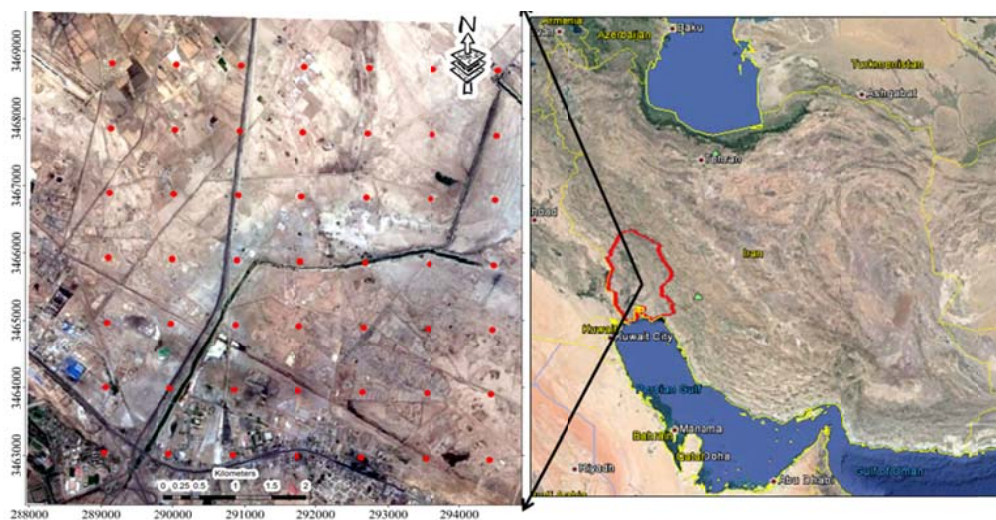 N
3469000
3468000
3467000
3466000
3465000
3464000
3463000
Kilometers
0 0.25 0.5 1 1.5 2
288000 289000 290000 291000 292000 293000 294000
Armenia
Azerbaijan
Baku
Turkmenistan
Ashgabat
Tehran
Iran
Kuwait
Kuwait City
Persian Gulf
Bahrain
Manama
Doha
Riyadh
Abu Dhabi
Gulf of Oman